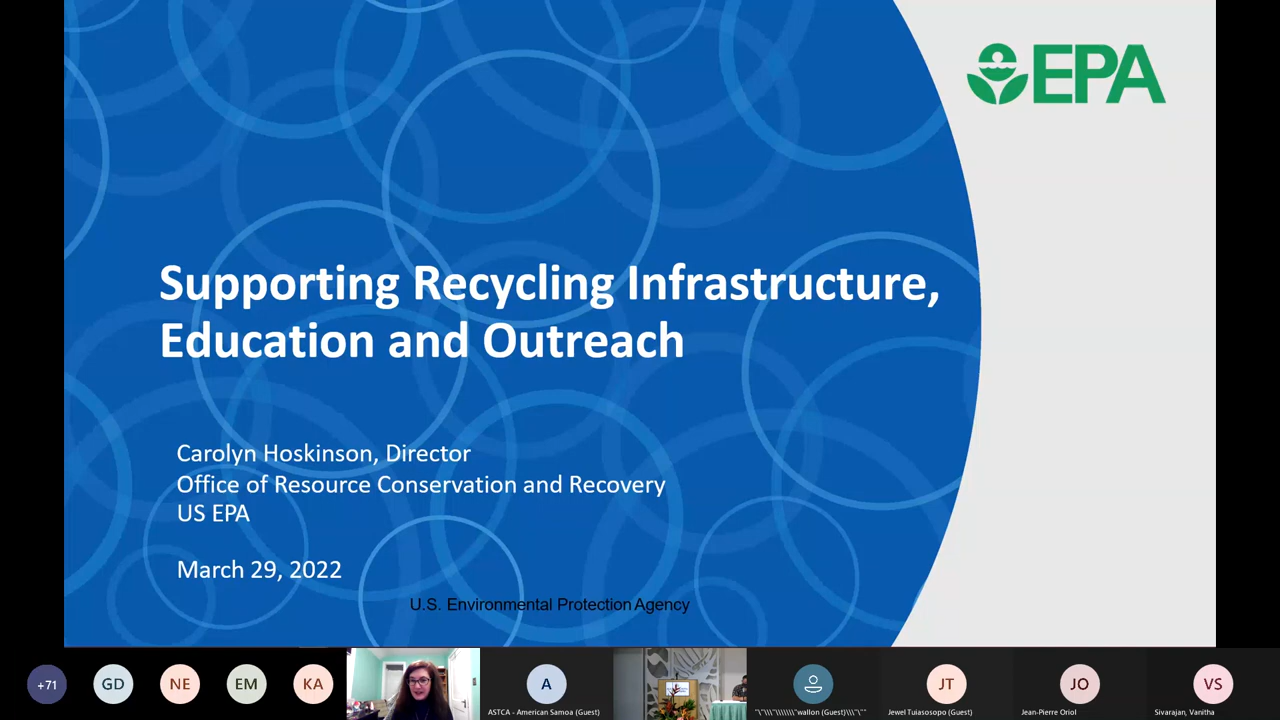 EPA
Supporting Recycling Infrastructure,
Education and Outreach
Carolyn Hoskinson, Director
Office of Resource Conservation and Recovery
US EPA
March 29, 2022
U.S. Environmental Protection Agency
+71
GD
NE
EM
KA
A
JT
JO
VS
ASTCA - American Samoa (Guest)
"\"\\"\\\\\\\"wallon (Guest)\\\"\""
Jewel Tuiasosopo (Guest)
Jean-Pierre Oriol
Sivarajan, Vanitha